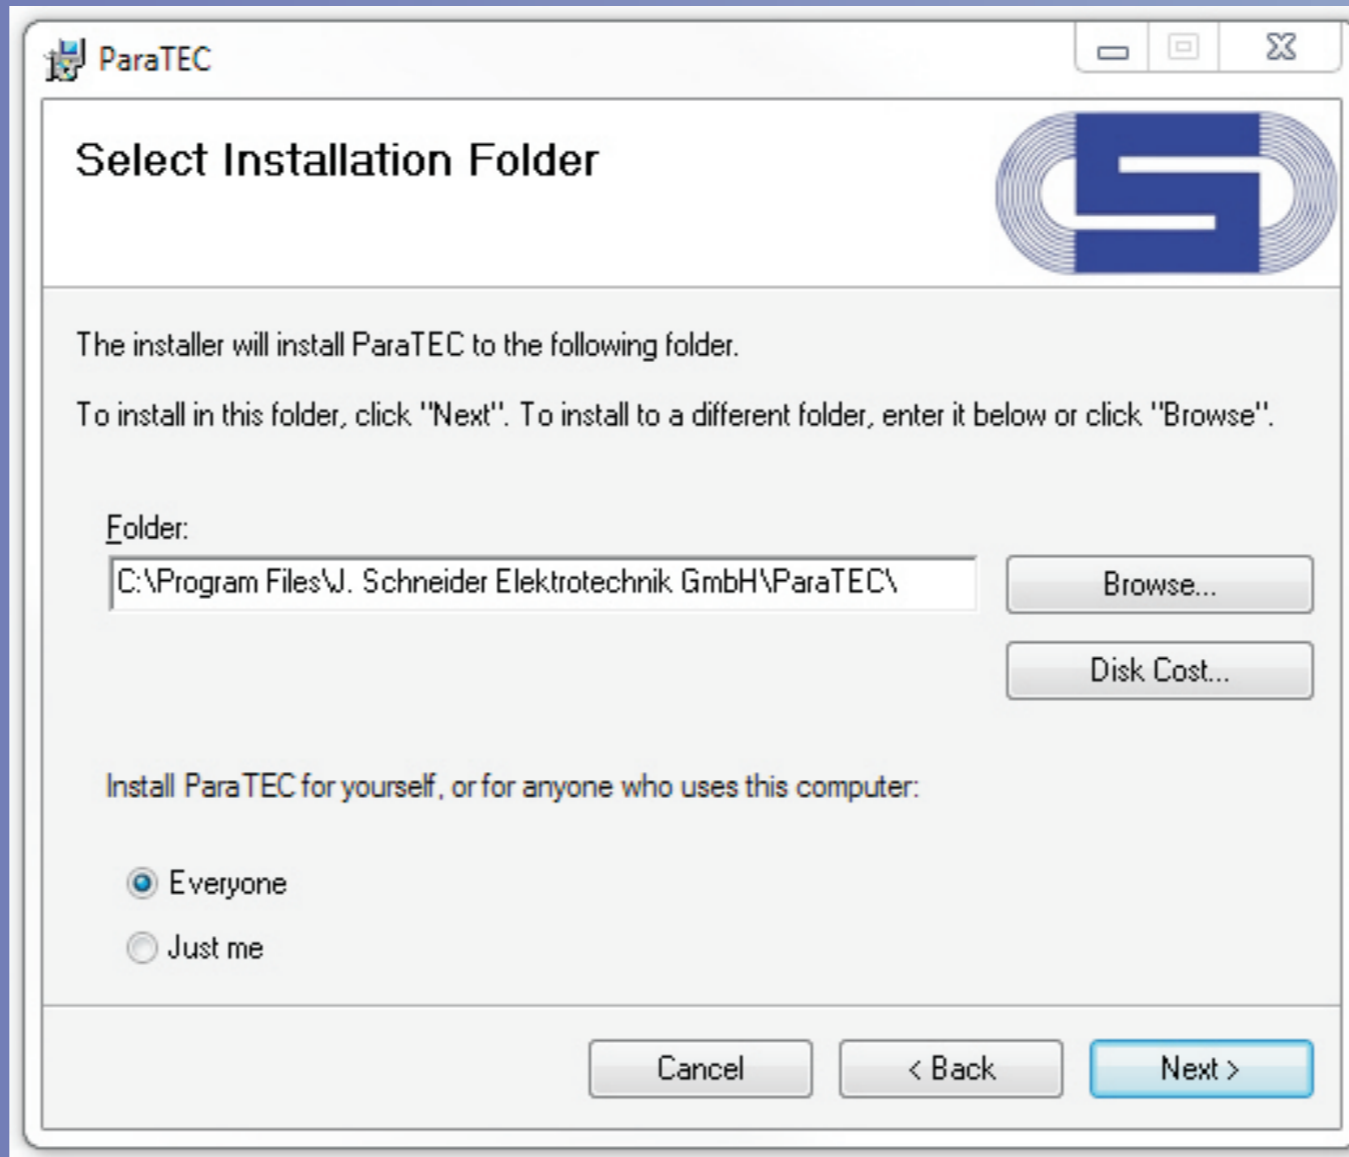 ParaTEC
Select Installation Folder
The installer will install ParaTEC to the following folder.
To install in this folder, click "Next". To install to a different folder, enter it below or click "Browse".
Folder:
C:\Program Files\J. Schneider Elektrotechnik GmbH\ParaTEC\
Browse...
Disk Cost...
Install ParaTEC for yourself, or for anyone who uses this computer:
Everyone
Just me
Cancel
< Back
Next >